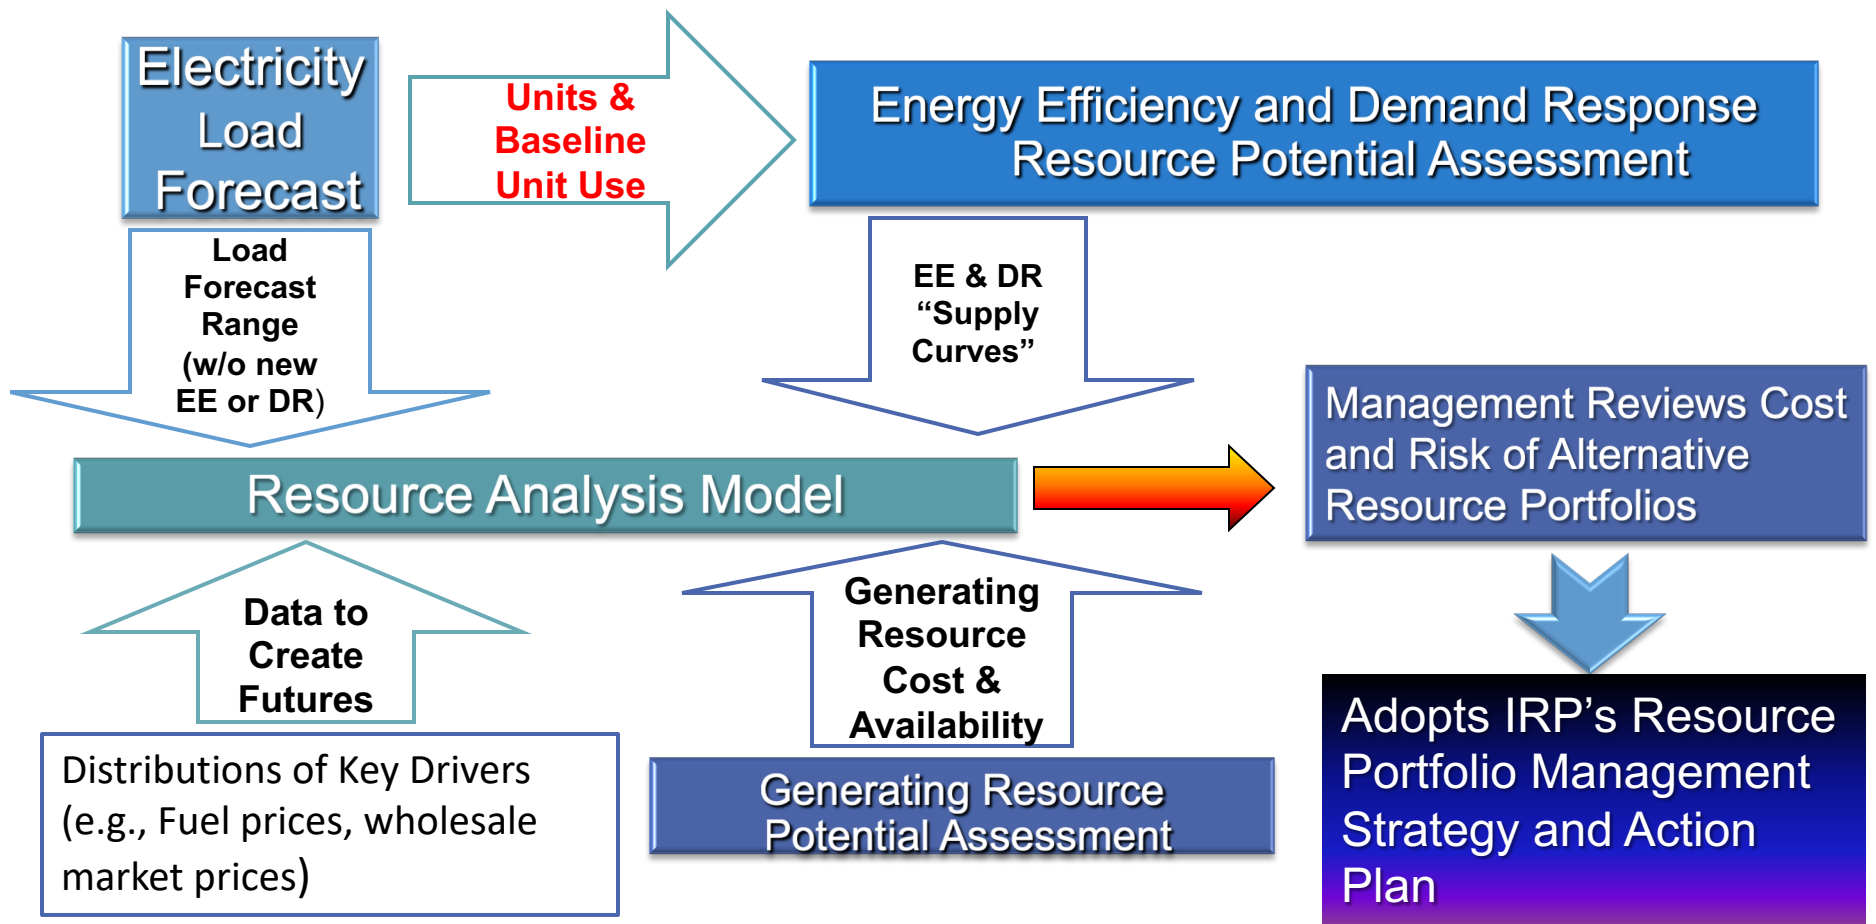 Electricity
Load
Forecast
Units &
Baseline
Unit Use
Energy Efficiency and Demand Response
Resource Potential Assessment
Load
Forecast
Range
(w/o new
EE or DR)
EE & DR
“Supply
Curves”
Resource Analysis Model
Management Reviews Cost
and Risk of Alternative
Resource Portfolios
Data to
Create
Futures
Generating
Resource
Cost &
Availability
Distributions of Key Drivers
(e.g., Fuel prices, wholesale
market prices)
Generating Resource
Potential Assessment
Adopts IRP’s Resource
Portfolio Management
Strategy and Action
Plan